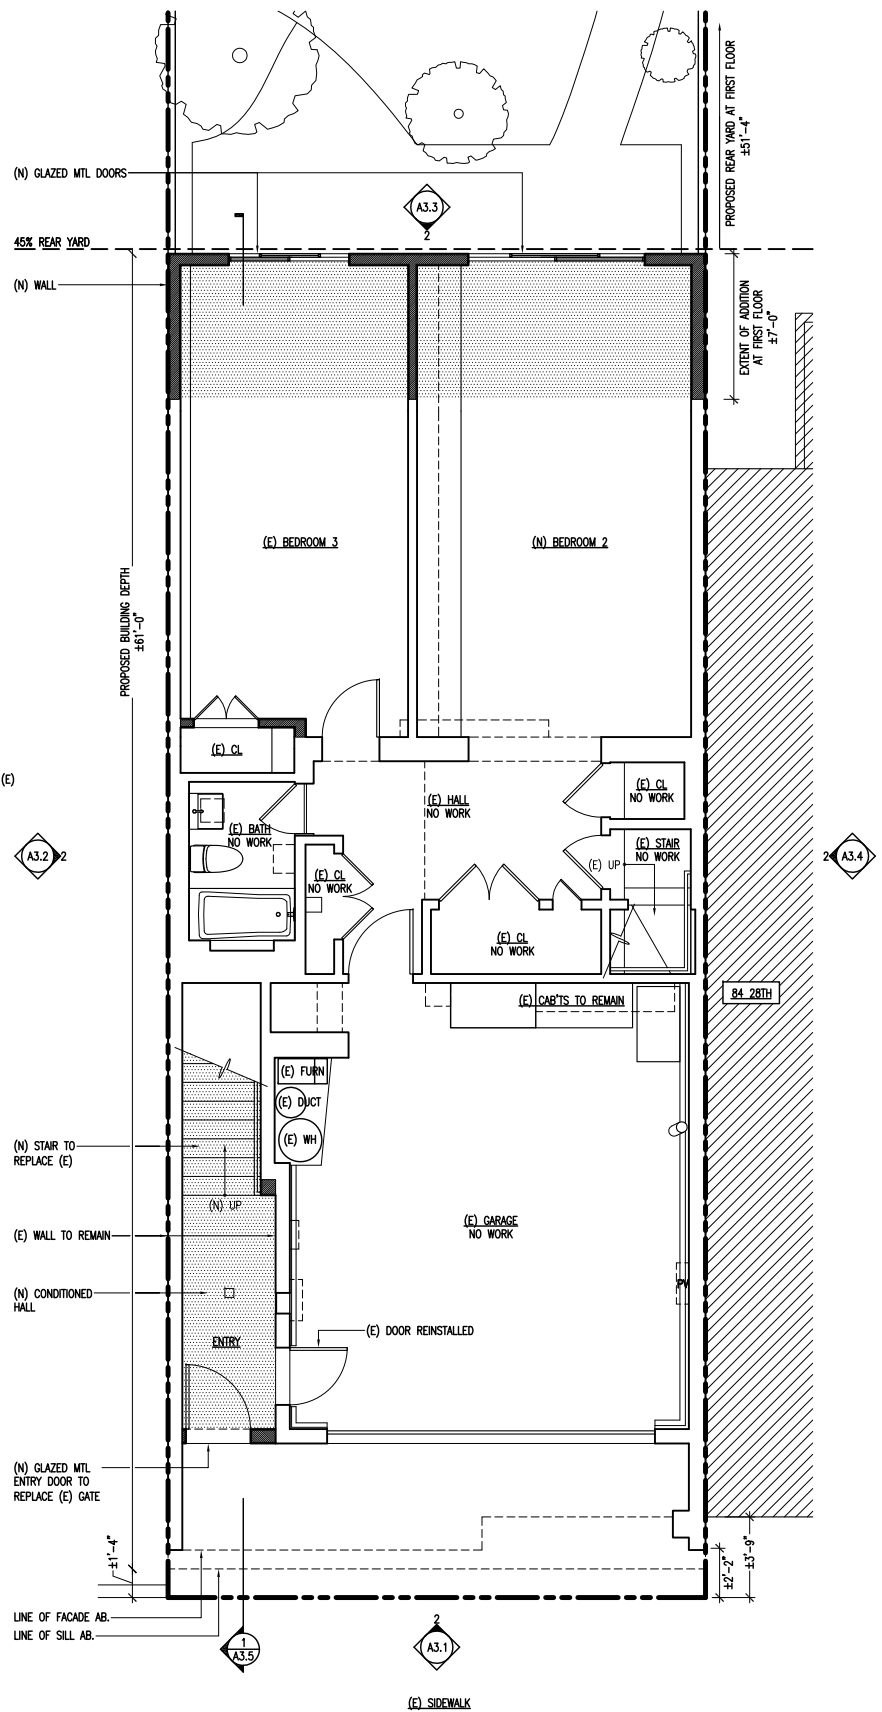 PROPOSED REAR YARD AT FIRST FLOOR
±51'-4"
(N) GLAZED MTL DOORS
A3.3
2
45% REAR YARD
(N) WALL
EXTENT OF ADDITION
AT FIRST FLOOR
±7'-0"
(E) BEDROOM 3
(N) BEDROOM 2
PROPOSED BUILDING DEPTH
±61'-0"
(E) CL
(E)
(E) HALL
NO WORK
(E) CL
NO WORK
(E) BATH
NO WORK
(E) STAIR
NO WORK
A3.2
2
(E) UP
2
A3.4
(E) CL
NO WORK
(E) CL
NO WORK
84 28TH
(E) CAB'TS TO REMAIN
(E) FURN
(E) DUCT
(E) WH
(N) STAIR TO
REPLACE (E)
(N) UP
(E) GARAGE
NO WORK
(E) WALL TO REMAIN
PV
(N) CONDITIONED
HALL
ENTRY
(E) DOOR REINSTALLED
(N) GLAZED MTL
ENTRY DOOR TO
REPLACE (E) GATE
±1'-4"
±2'-2"
±3'-9"
LINE OF FACADE AB.
LINE OF SILL AB.
1
A3.5
2
A3.1
(E) SIDEWALK